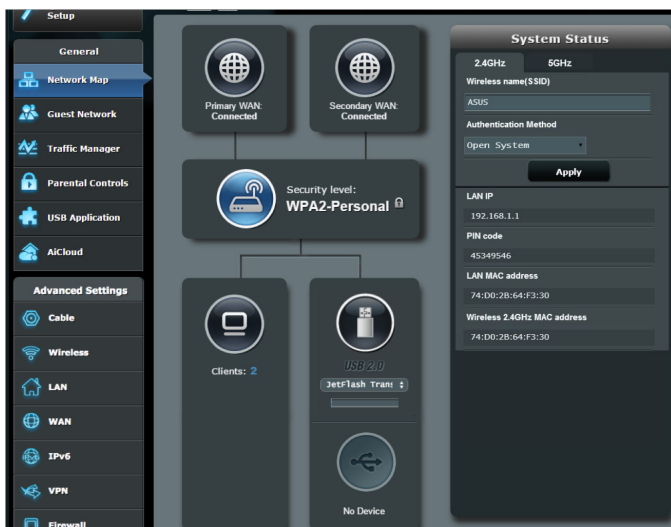 Setup
General
Network Map
Guest Network
Traffic Manager
Parental Controls
USB Application
AiCloud
Advanced Settings
Cable
Wireless
LAN
WAN
IPv6
VPN
Firewall
Primary WAN:
Connected
Secondary WAN:
Connected
Security level:
WPA2-Personal
Clients: 2
USB 2.0
JetFlash Trans
No Device
System Status
2.4GHz 5GHz
Wireless name(SSID)
ASUS
Authentication Method
Open System
Apply
LAN IP
192.168.1.1
PIN code
45349546
LAN MAC address
74:D0:2B:64:F3:30
Wireless 2.4GHz MAC address
74:D0:2B:64:F3:30